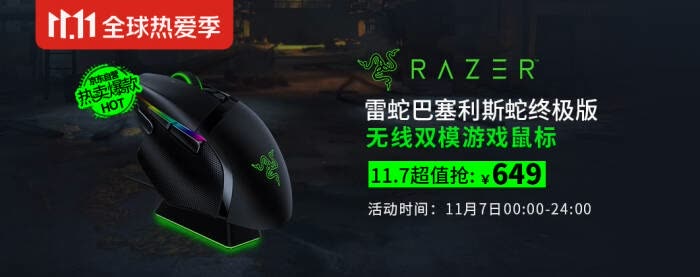 11.11 全球热爱季
京东自营
热卖爆款
HOT
RAZER™
雷蛇巴塞利斯蛇终极版
无线双模游戏鼠标
11.7超值抢:¥649
活动时间：11月7日00:00-24:00